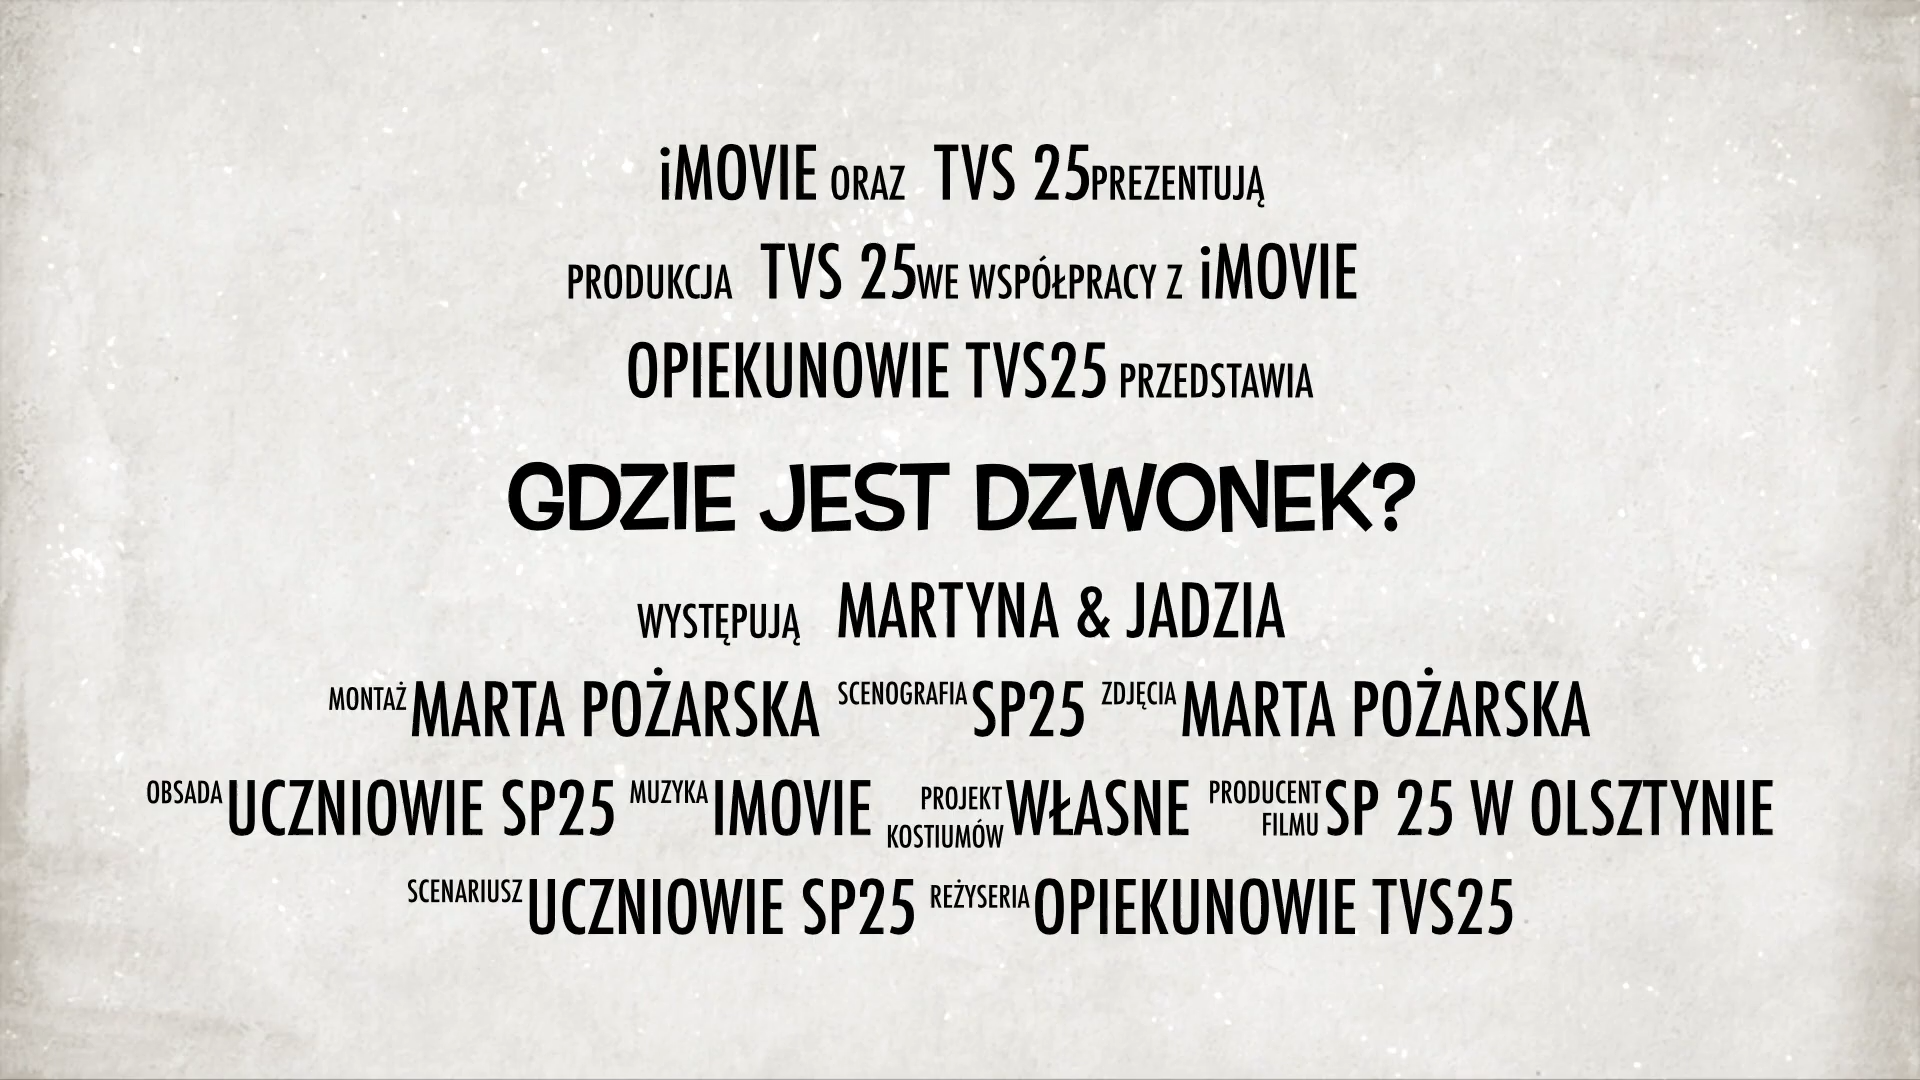 iMOVIE ORAZ TVS 25PREZENTUJĄ
PRODUKCJA TVS 25WE WSPÓŁPRACY Z iMOVIE
OPIEKUNOWIE TVS25 PRZEDSTAWIA
GDZIE JEST DZWONEK?
WYSTĘPUJĄ MARTYNA & JADZIA
MONTAŻ MARTA POŻARSKA SCENOGRAFIA SP25 ZDJĘCIA MARTA POŻARSKA
OBSADA UCZNIOWIE SP25 MUZYKA IMOVIE PROJEKT KOSTIUMÓW WŁASNE PRODUCENT FILMU SP 25 W OLSZTYNIE
SCENARIUSZ UCZNIOWIE SP25 REŻYSERIA OPIEKUNOWIE TVS25